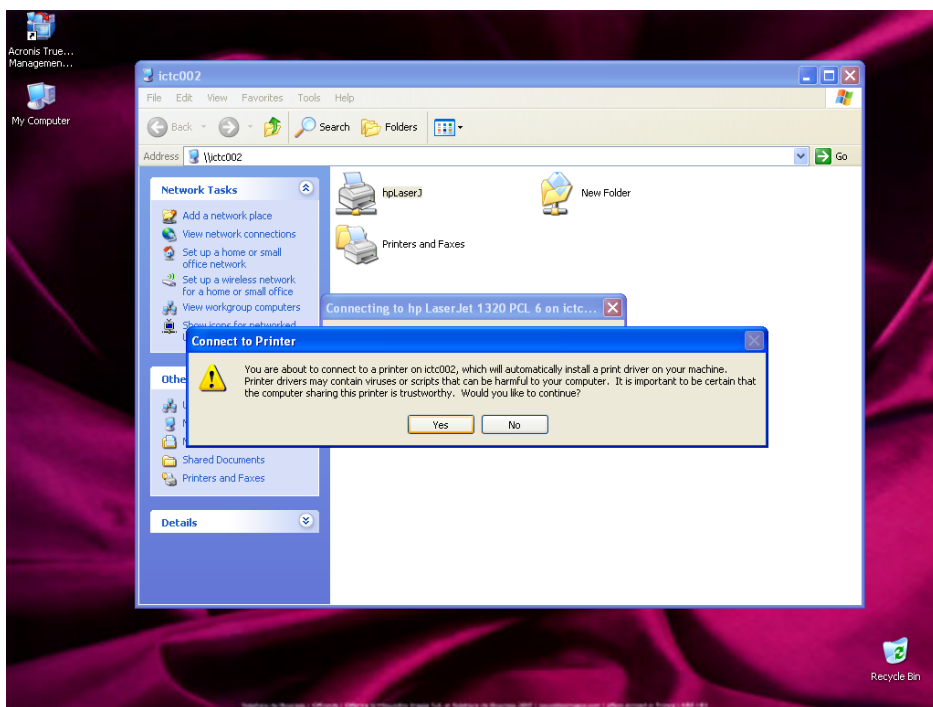 Acronis True...
Managemen...
My Computer
ictc002
File Edit View Favorites Tools Help
Back Search Folders
Address \\ictc002 Go
Network Tasks
Add a network place
View network connections
Set up a home or small
office network
Set up a wireless network
for a home or small office
View workgroup computers
Show icons for networked
hpLaserJ
New Folder
Printers and Faxes
Connecting to hp LaserJet 1320 PCL 6 on ictc...
Connect to Printer
You are about to connect to a printer on ictc002, which will automatically install a print driver on your machine.
Printer drivers may contain viruses or scripts that can be harmful to your computer. It is important to be certain that
the computer sharing this printer is trustworthy. Would you like to continue?
Yes No
Othe
Shared Documents
Printers and Faxes
Details
Recycle Bin